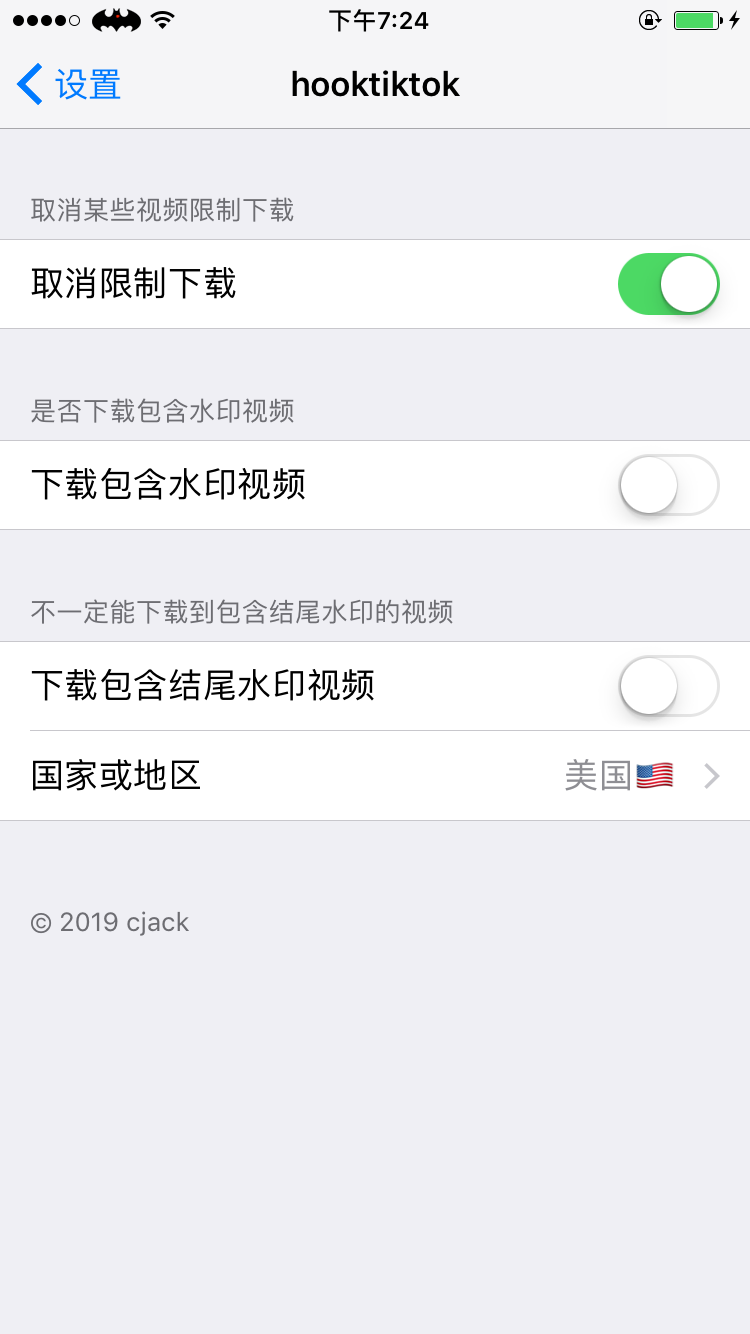 下午7:24
设置
hooktiktok
取消某些视频限制下载
取消限制下载
是否下载包含水印视频
下载包含水印视频
不一定能下载到包含结尾水印的视频
下载包含结尾水印视频
国家或地区 美国🇺🇸
© 2019 cjack